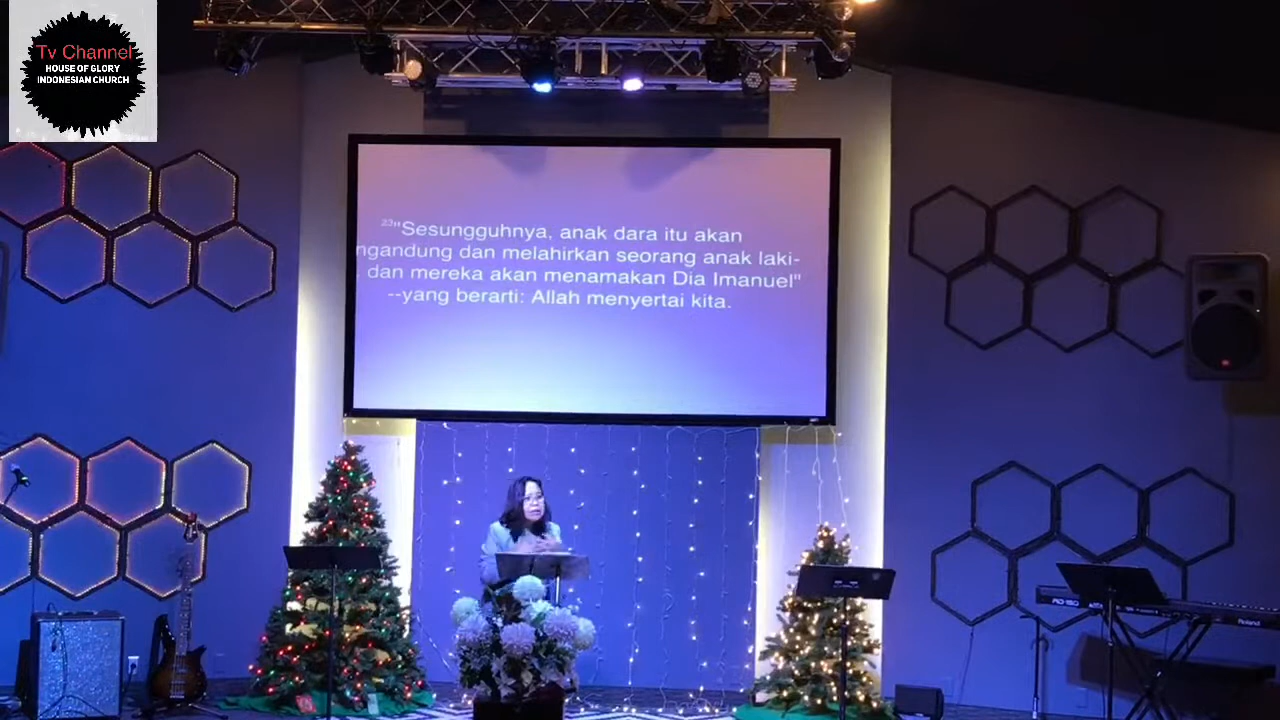 Tv Channel
HOUSE OF GLORY
INDONESIAN CHURCH
23"Sesungguhnya, anak dara itu akan
ngandung dan melahirkan seorang anak laki-
dan mereka akan menamakan Dia Imanuel"
--yang berarti: Allah menyertai kita.
Roland